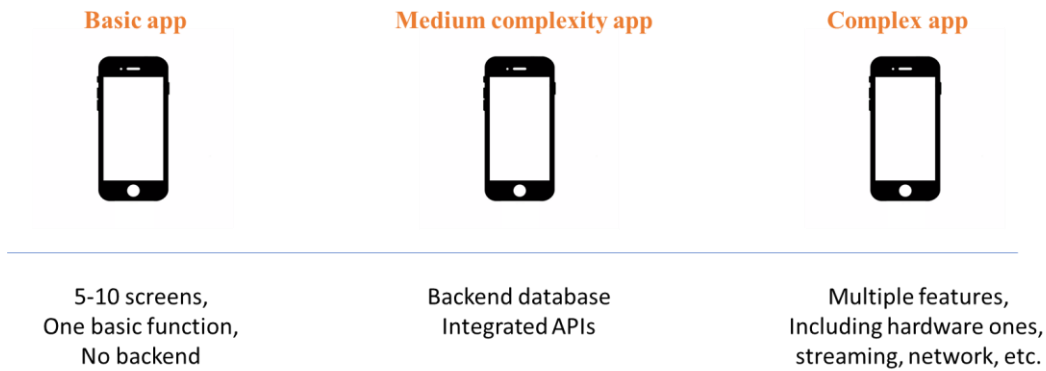 Basic app
Medium complexity app
Complex app
5-10 screens,
One basic function,
No backend
Backend database
Integrated APIs
Multiple features,
Including hardware ones,
streaming, network, etc.